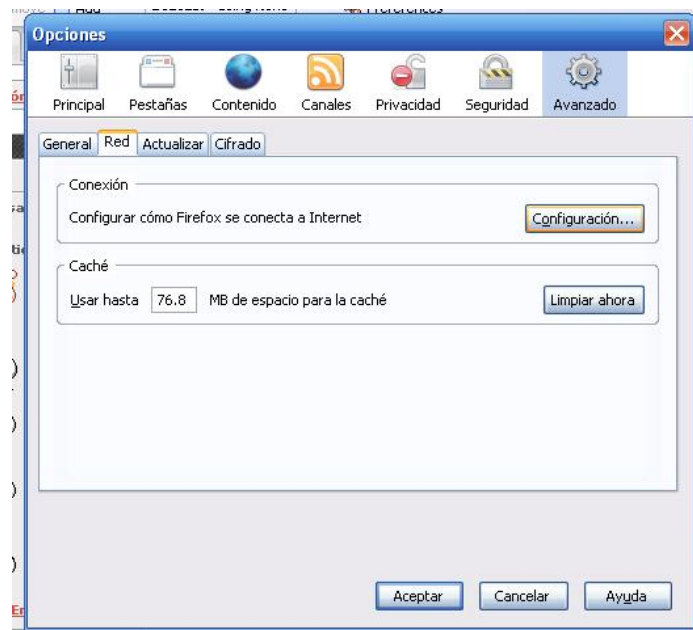 Opciones
Principal Pestañas Contenido Canales Privacidad Seguridad Avanzado
General Red Actualizar Cifrado
Conexión
Configurar cómo Firefox se conecta a Internet Configuración...
Caché
Usar hasta 76.8 MB de espacio para la caché Limpiar ahora
Aceptar Cancelar Ayuda